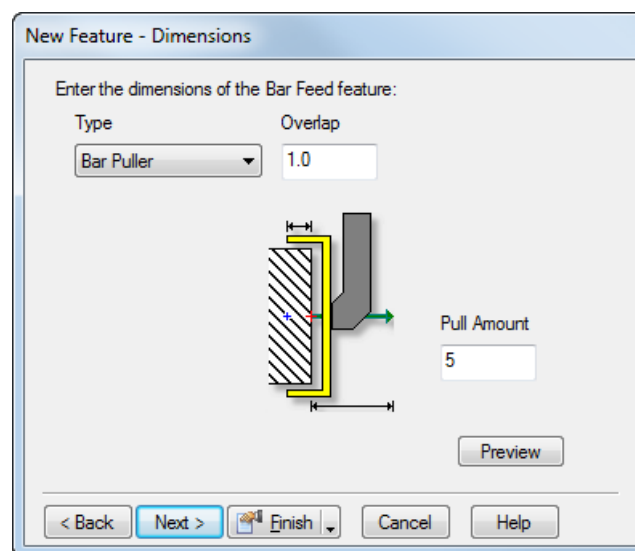 New Feature - Dimensions
Enter the dimensions of the Bar Feed feature:
Type Overlap
Bar Puller 1.0
Pull Amount
5
Preview
< Back Next > Finish Cancel Help